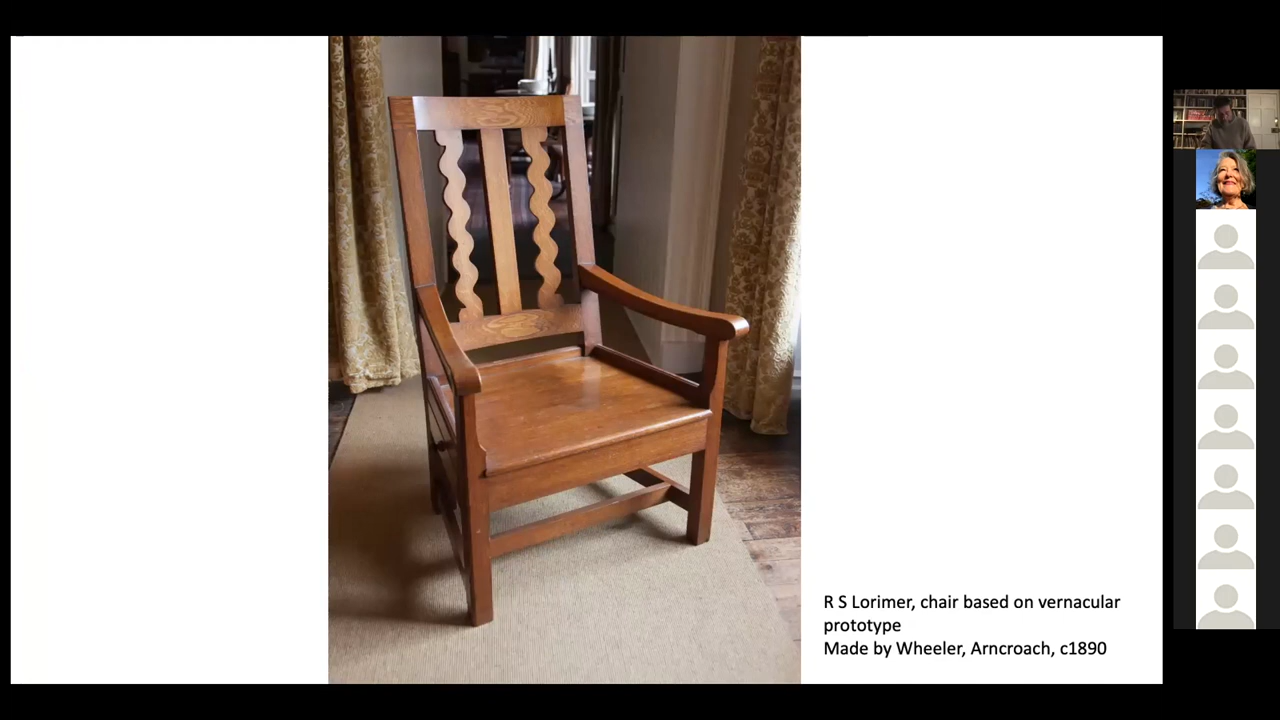 R S Lorimer, chair based on vernacular
prototype
Made by Wheeler, Arncroach, c1890